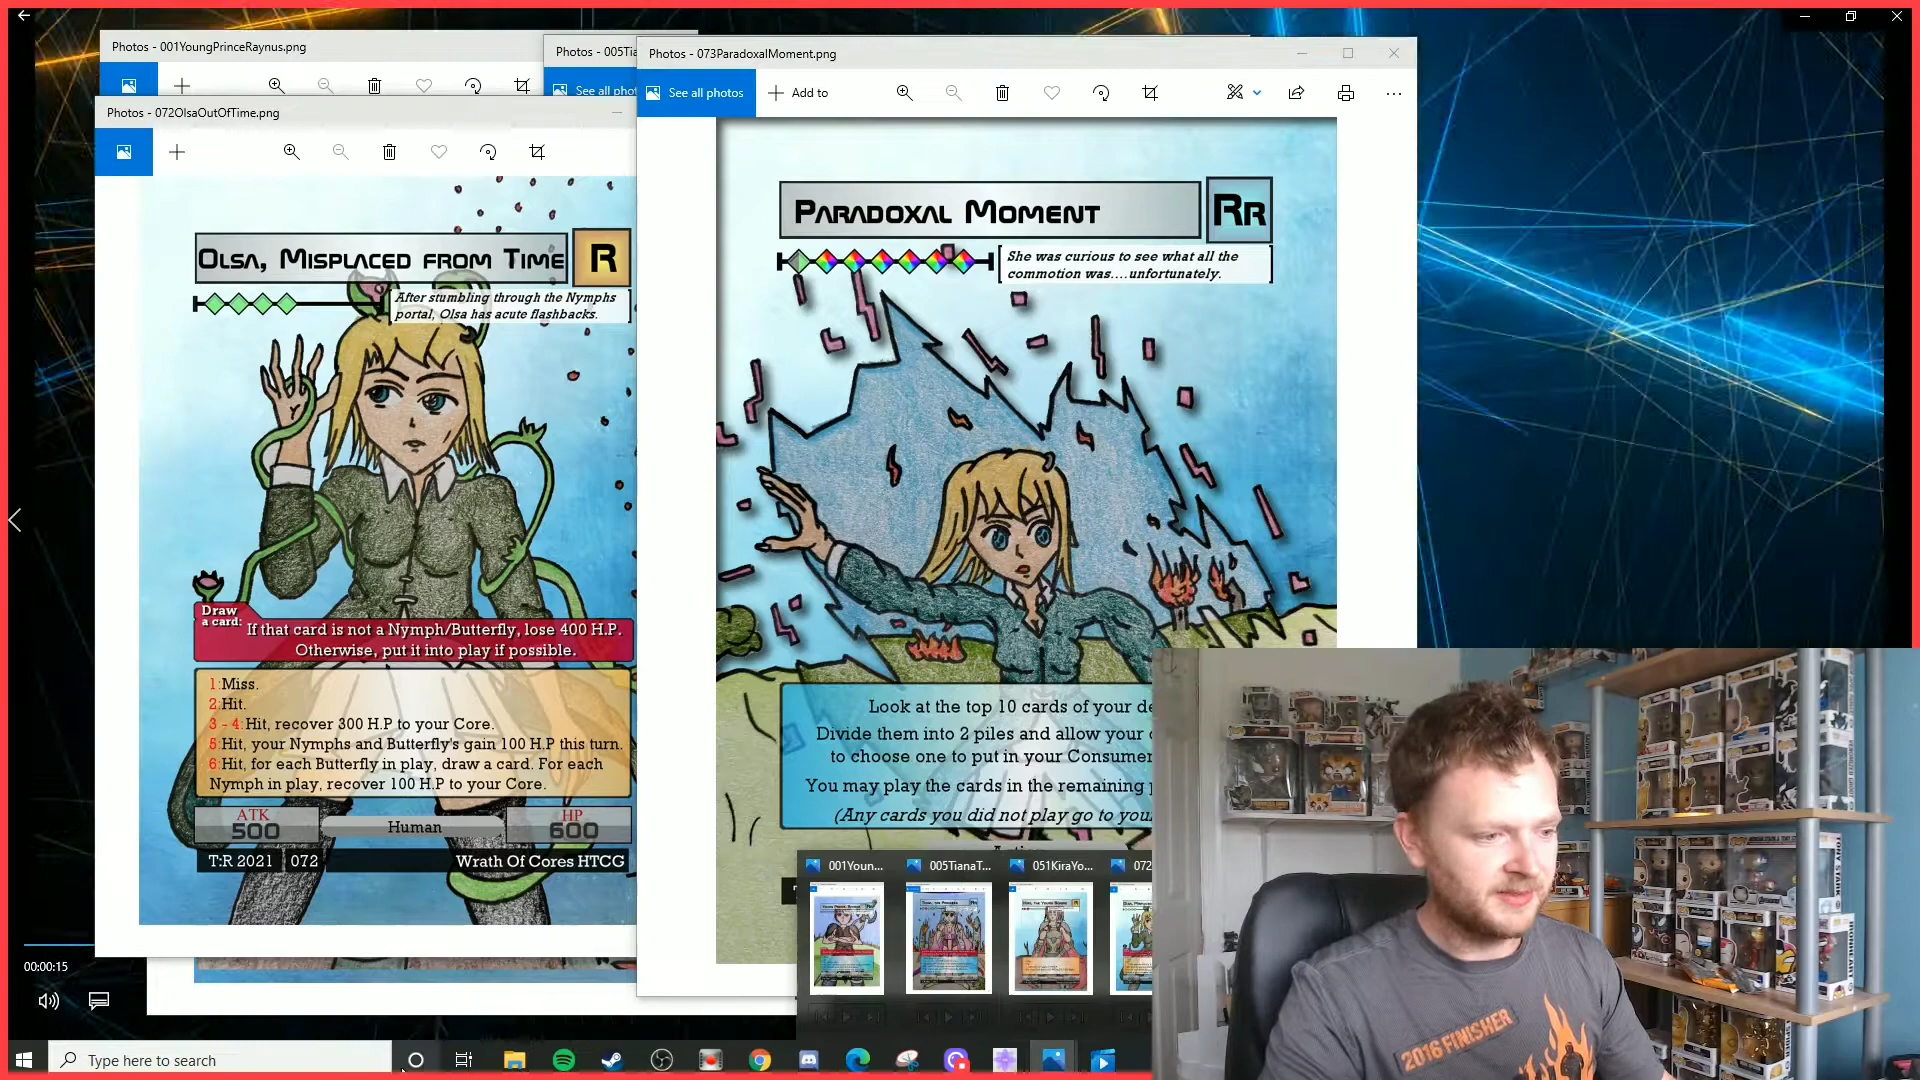 Photos - 001YoungPrinceRaynus.png
Photos - 005Tia
Photos - 073ParadoxalMoment.png
See all phot
See all photos
Add to
Photos - 072OlsaOutOfTime.png
Olsa, Misplaced from Time
R
After stumbling through the Nymphs
portal, Olsa has acute flashbacks.
Draw
a card:
If that card is not a Nymph/Butterfly, lose 400 H.P.
Otherwise, put it into play if possible.
1:Miss.
2:Hit.
3 - 4:Hit, recover 300 H.P to your Core.
5:Hit, your Nymphs and Butterfly's gain 100 H.P this turn.
6:Hit, for each Butterfly in play, draw a card. For each
Nymph in play, recover 100 H.P to your Core.
ATK
500
Human
HP
600
T:R 2021
072
Wrath Of Cores HTCG
Paradoxal Moment
RR
She was curious to see what all the
commotion was....unfortunately.
Look at the top 10 cards of your de
Divide them into 2 piles and allow your
to choose one to put in your Consume
You may play the cards in the remaining
(Any cards you did not play go to you
001Youn...
005TianaT...
051KiraYo...
072
00:00:15
Type here to search
2016 FINISHER